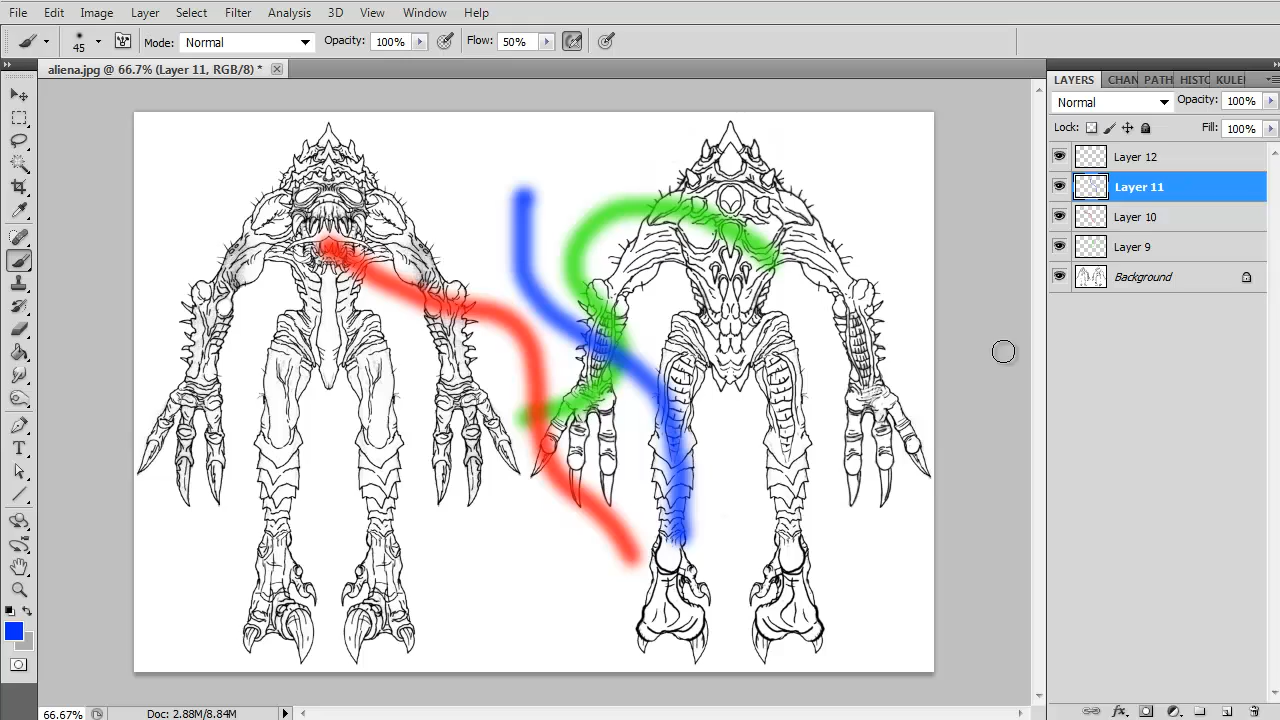 File Edit Image Layer Select Filter Analysis 3D View Window Help
45 Mode: Normal Opacity: 100% Flow: 50%
aliena.jpg @ 66.7% (Layer 11, RGB/8) *
LAYERS CHAN PATH HISTC KULEI
Normal Opacity: 100%
Lock: Fill: 100%
Layer 12
Layer 11
Layer 10
Layer 9
Background
66.67% Doc: 2.88M/8.84M